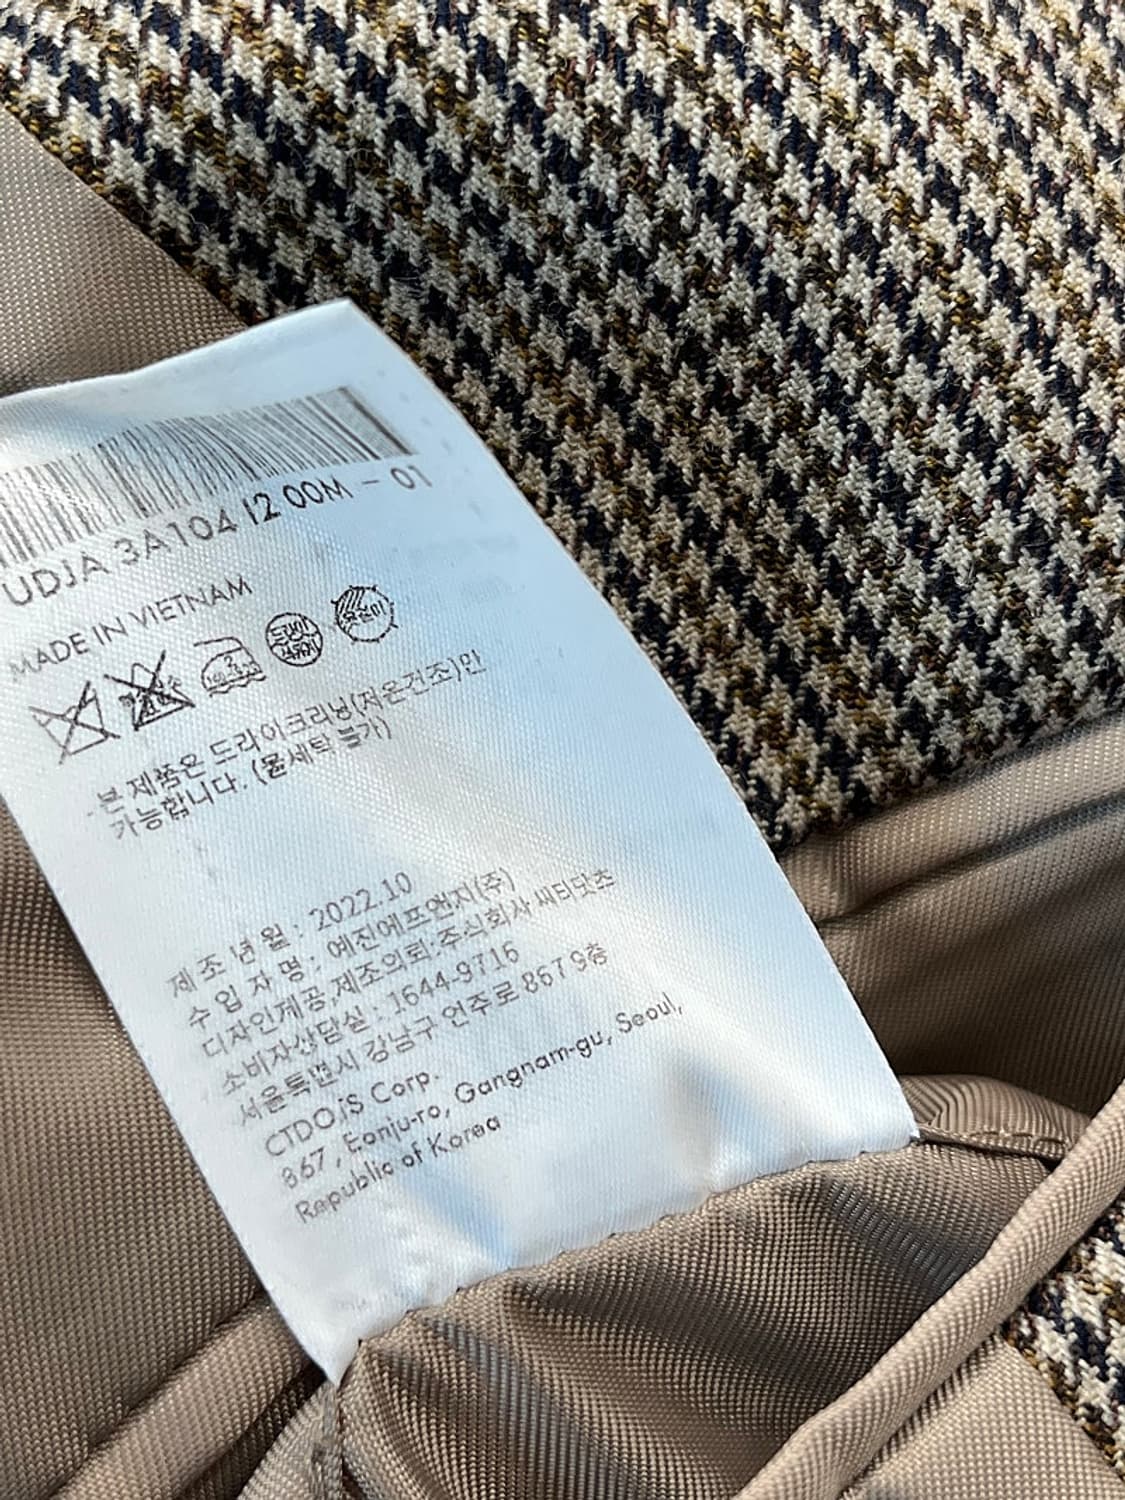 UDJA 3A104 I2 00M - 01
MADE IN VIETNAM
드라이
본 제품은 드라이크리닝(저온건조)만
가능합니다. (물세탁 불가)
제 조 년 월 : 2022.10
수 입 자 명 : 예진에프앤지(주)
디자인제공,제조의뢰:주식회사 씨티닷츠
소비자상담실 : 1644-9716
서울특별시 강남구 언주로 867 9층
CTDOTS Corp.
867, Eonju-ro, Gangnam-gu, Seoul,
Republic of Korea